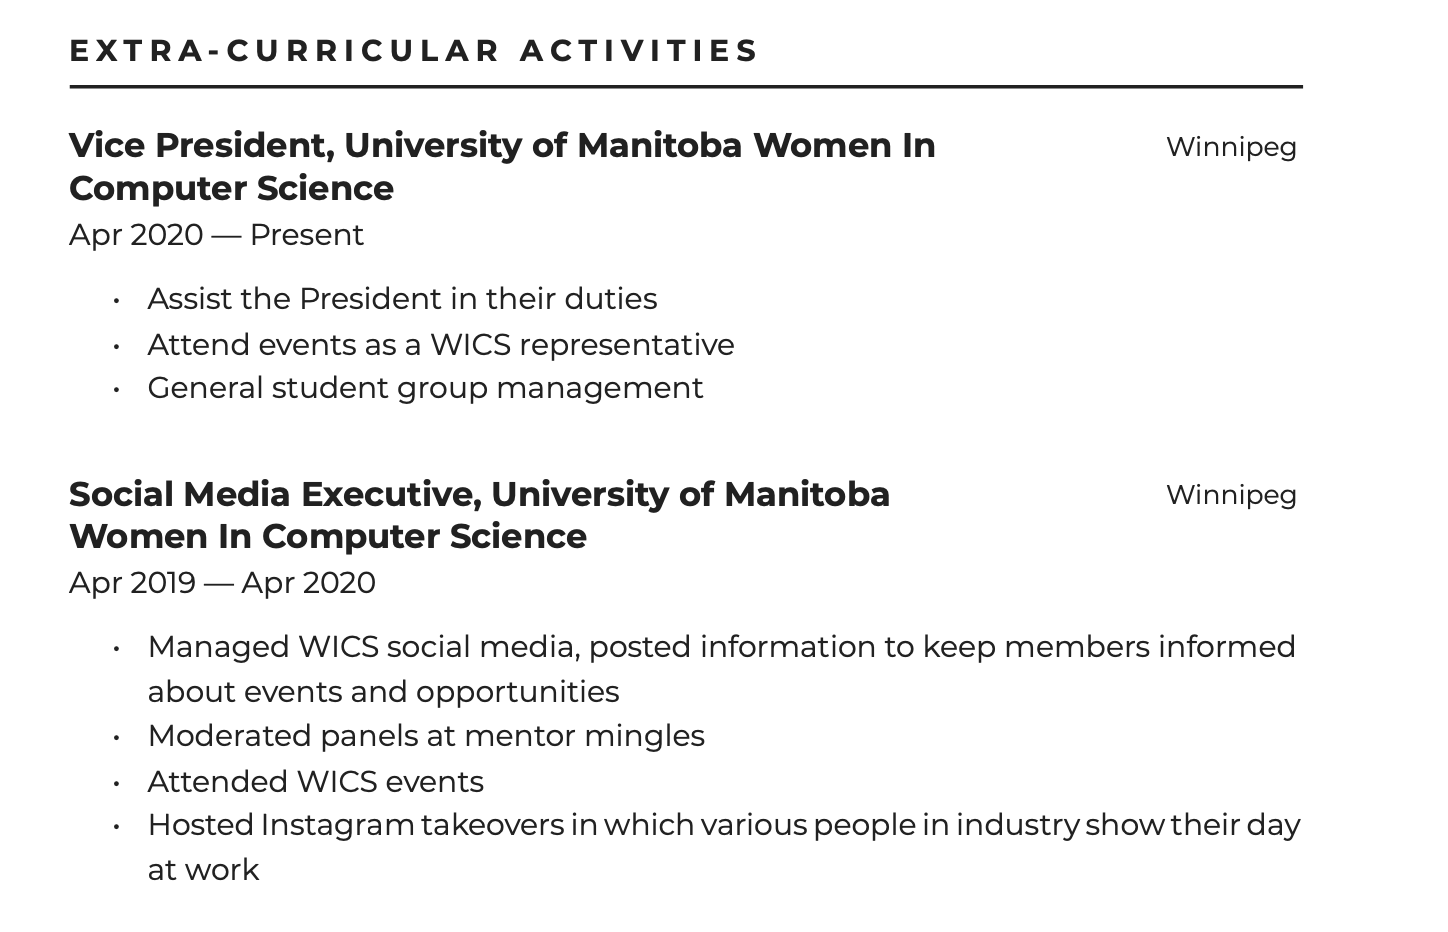 EXTRA-CURRICULAR ACTIVITIES
Vice President, University of Manitoba Women In Winnipeg
Computer Science
Apr 2020 — Present
• Assist the President in their duties
• Attend events as a WICS representative
• General student group management
Social Media Executive, University of Manitoba Winnipeg
Women In Computer Science
Apr 2019 — Apr 2020
• Managed WICS social media, posted information to keep members informed
about events and opportunities
• Moderated panels at mentor mingles
• Attended WICS events
• Hosted Instagram takeovers in which various people in industry show their day
at work